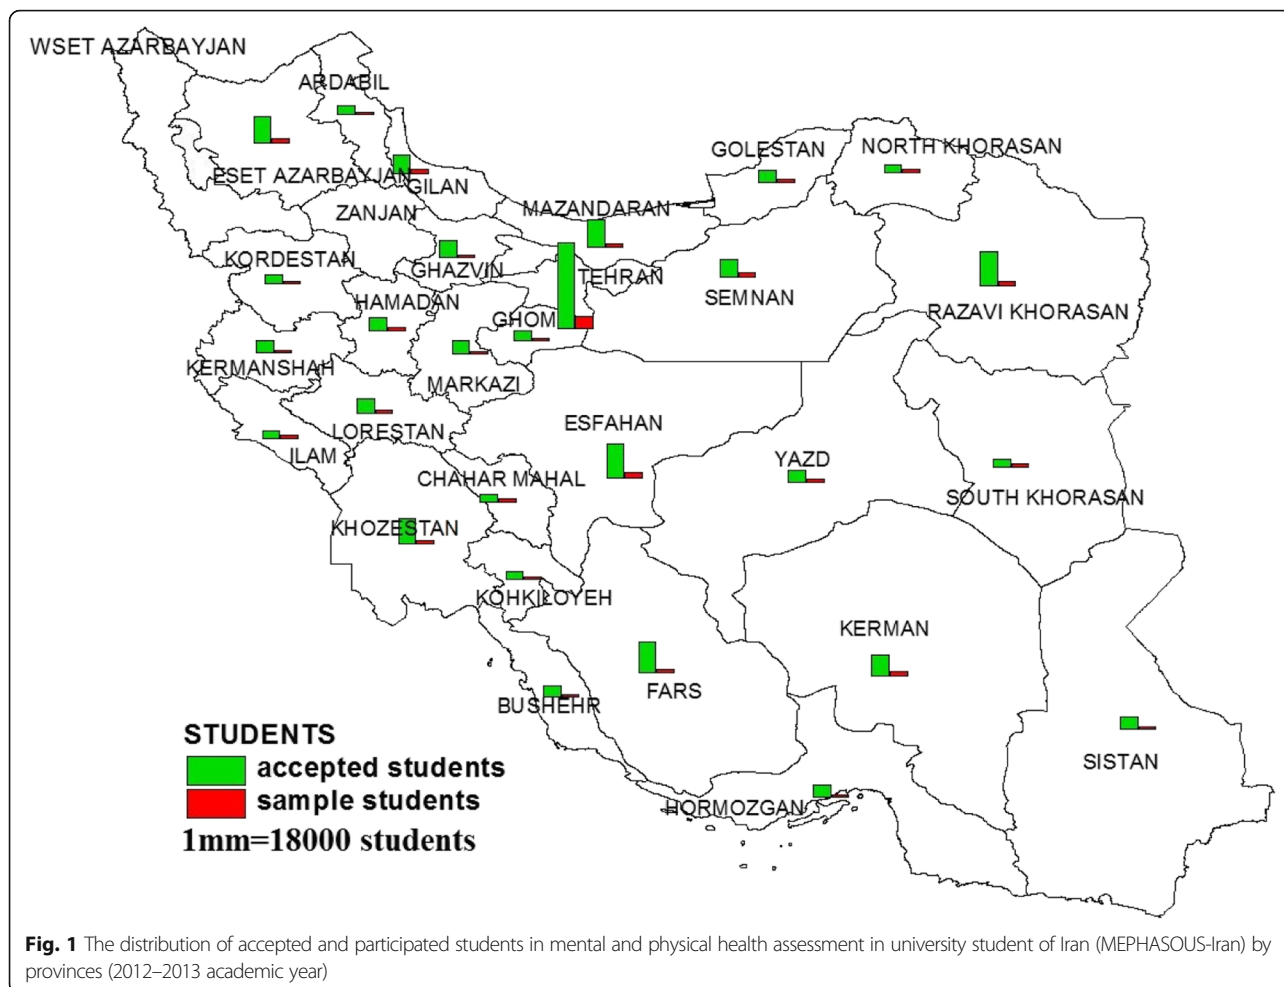 WSET AZARBAYJAN
ARDABIL
GOLESTAN
NORTH KHORASAN
ESET AZARBAYJAN
GILAN
ZANJAN
MAZANDARAN
KORDESTAN
GHAZVIN
TEHRAN
SEMNAN
RAZAVI KHORASAN
HAMADAN
GHOM
KERMANSHAH
MARKAZI
LORESTAN
ESFAHAN
ILAM
YAZD
CHAHAR MAHAL
SOUTH KHORASAN
KHOZESTAN
KOHKILOYEH
KERMAN
FARS
BUSHEHR
SISTAN
HORMOZGAN
STUDENTS
accepted students
sample students
1mm=18000 students
Fig. 1 The distribution of accepted and participated students in mental and physical health assessment in university student of Iran (MEPHASOUS-Iran) by
provinces (2012–2013 academic year)